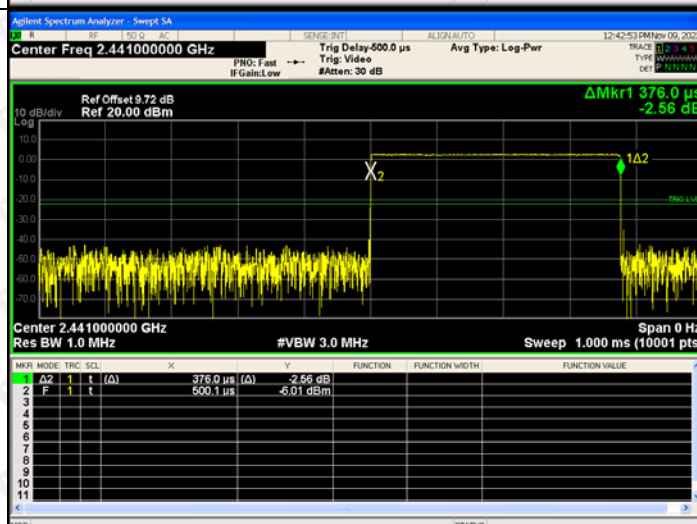 Agilent Spectrum Analyzer - Swept SA
R RF 50 Ω AC SENSE:INT ALIGN AUTO 12:42:53 PM Nov 09, 202
Center Freq 2.441000000 GHz
PNO: Fast
IFGain:Low
Trig Delay-500.0 µs
Trig: Video
#Atten: 30 dB
Avg Type: Log-Pwr
TRACE 1 2 3 4 5
TYPE W
DET P N N N N
ΔMkr1 376.0 µs
-2.56 dB
Ref Offset 9.72 dB
10 dB/div Ref 20.00 dBm
Log
10.0
0.00
-10.0
-20.0
-30.0
-40.0
-50.0
-60.0
-70.0
X2
1Δ2
TRIG LVL
Center 2.441000000 GHz Span 0 Hz
Res BW 1.0 MHz #VBW 3.0 MHz Sweep 1.000 ms (10001 pts
MKR MODE TRC SCL X Y FUNCTION FUNCTION WIDTH FUNCTION VALUE
1 Δ2 1 t (Δ) 376.0 µs (Δ) -2.56 dB
2 F 1 t 500.1 µs -6.01 dBm
3
4
5
6
7
8
9
10
11